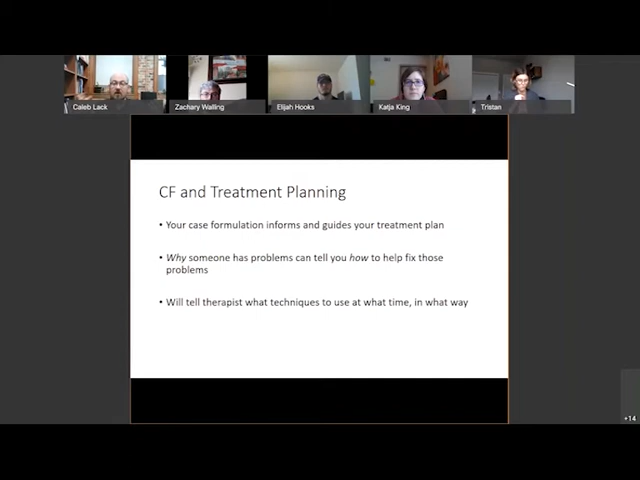 Caleb Lack
Zachary Walling
Elijah Hooks
Katja King
Tristan
CF and Treatment Planning
• Your case formulation informs and guides your treatment plan
• Why someone has problems can tell you how to help fix those
problems
• Will tell therapist what techniques to use at what time, in what way
+14